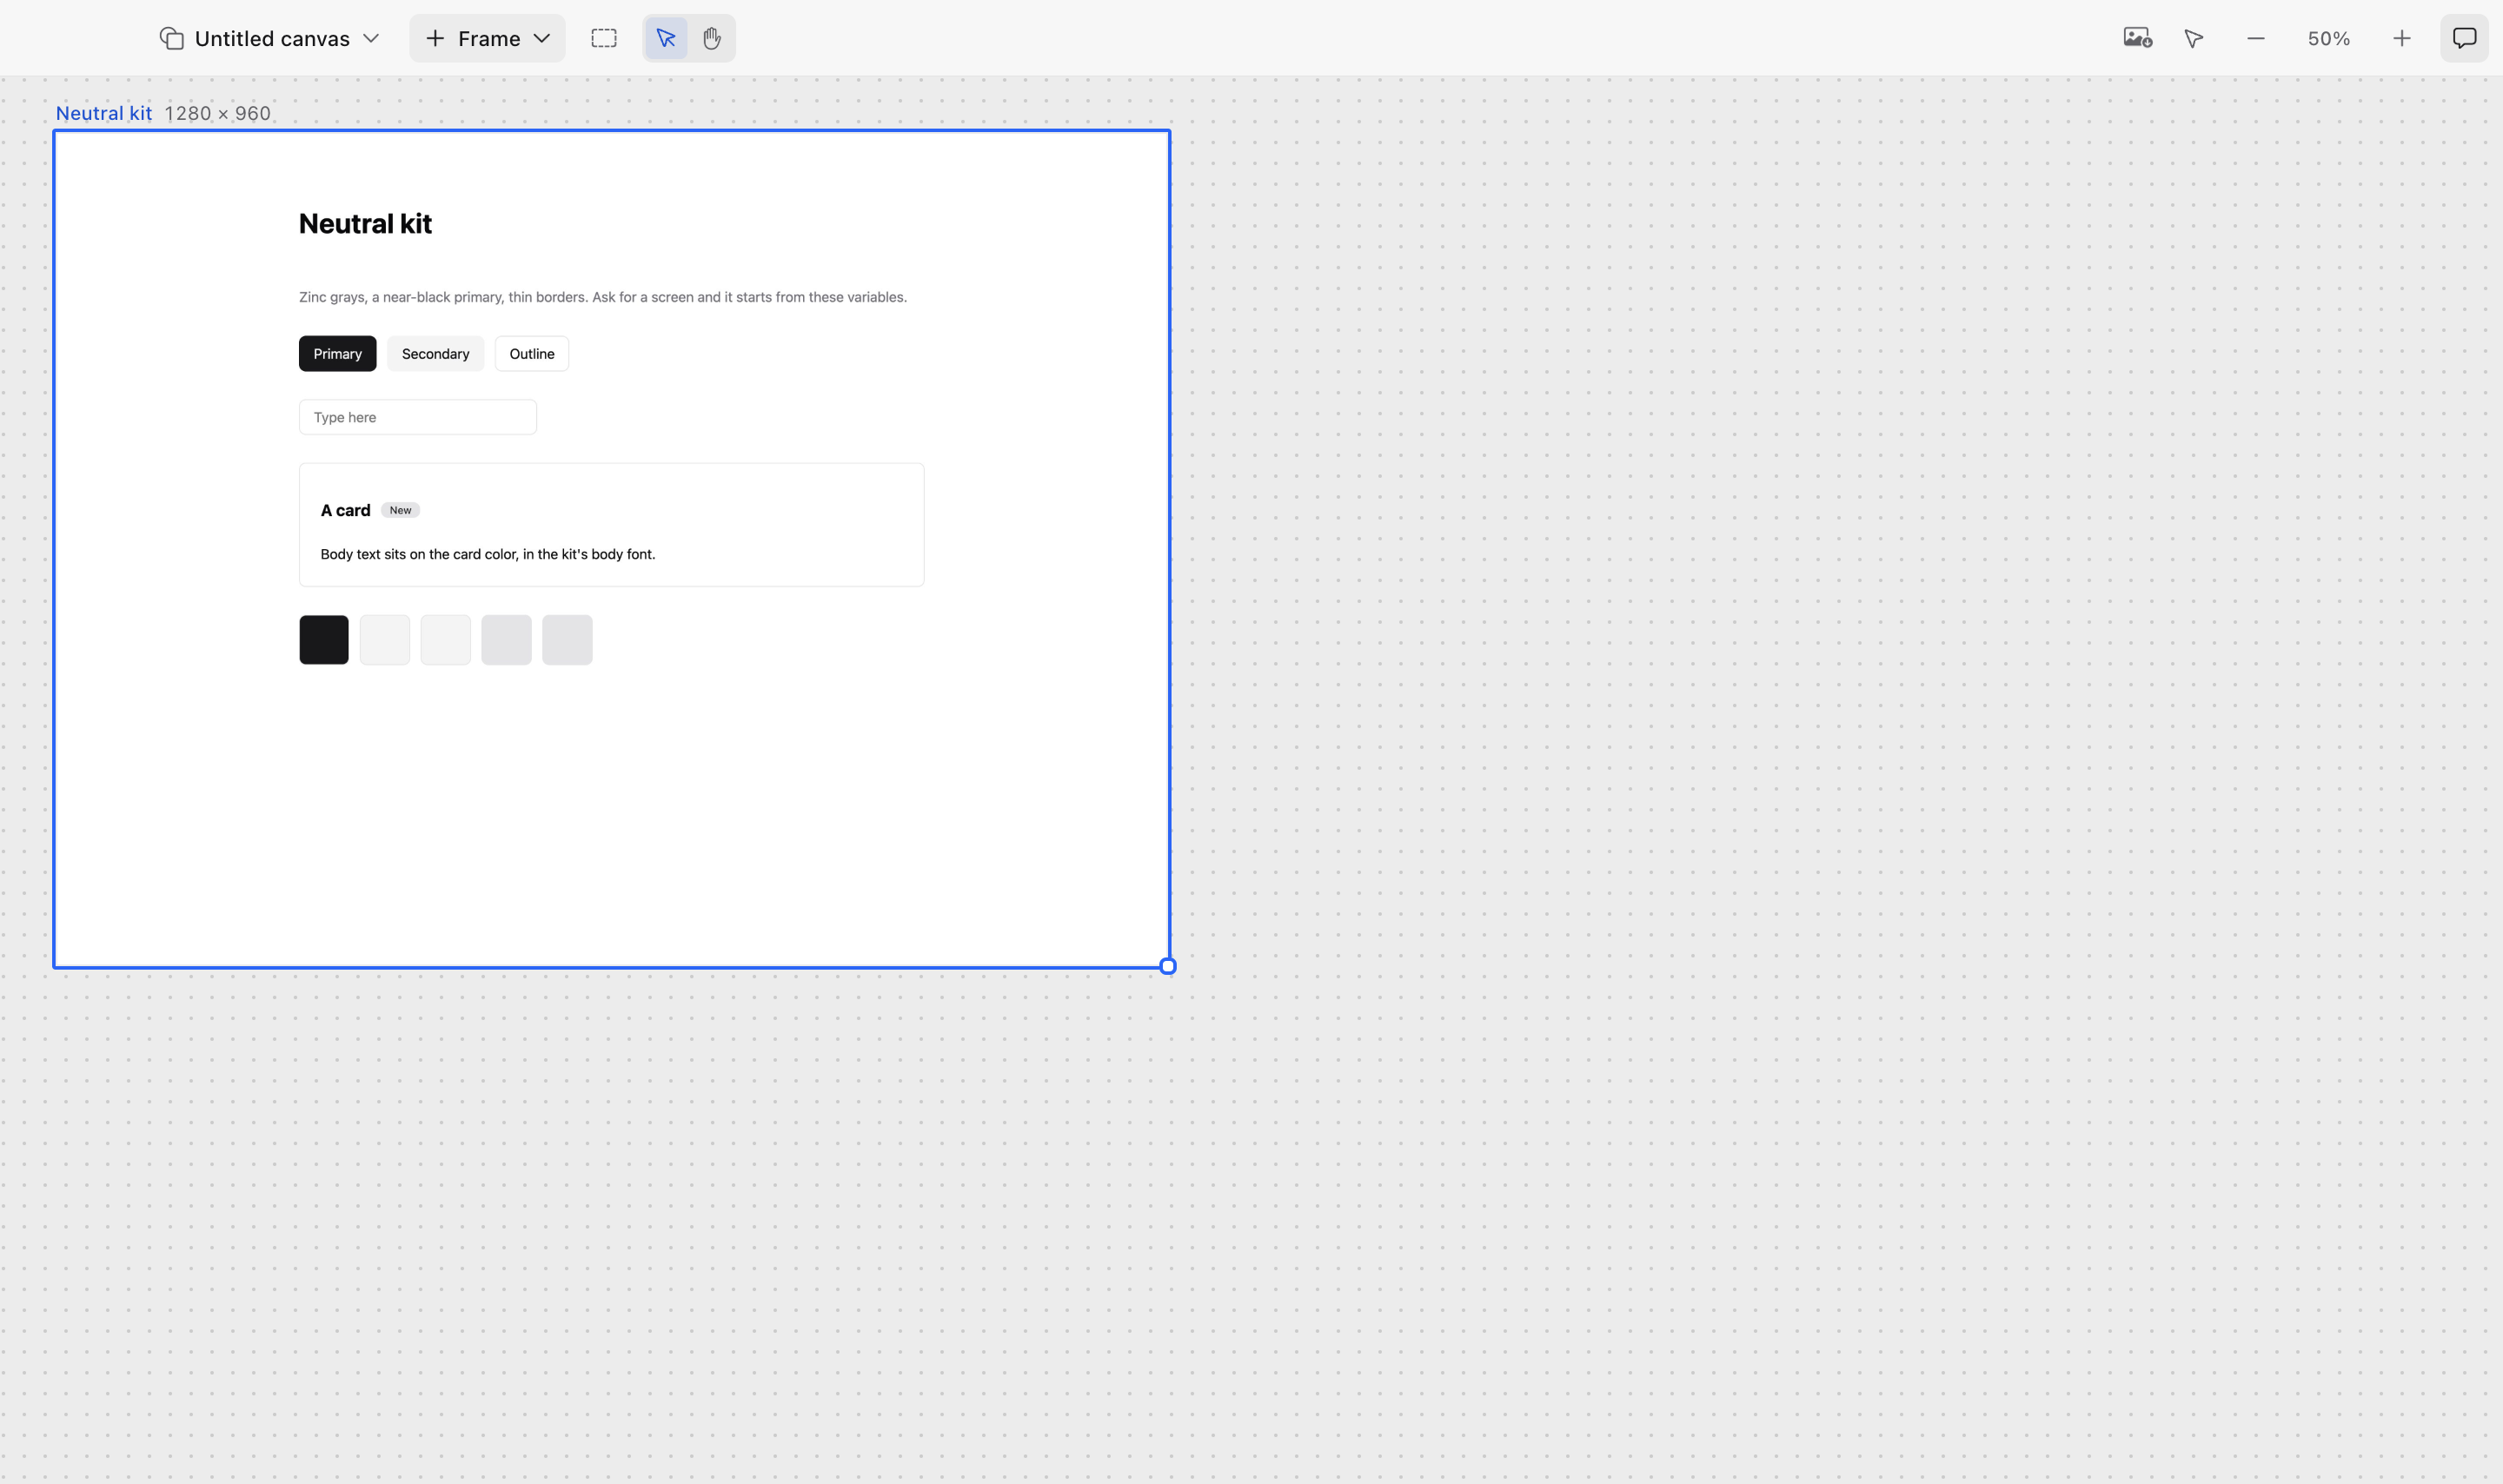 Untitled canvas
Frame
50%
Neutral kit 1280 × 960
Neutral kit
Zinc grays, a near-black primary, thin borders. Ask for a screen and it starts from these variables.
Primary Secondary Outline
Type here
A card New
Body text sits on the card color, in the kit's body font.